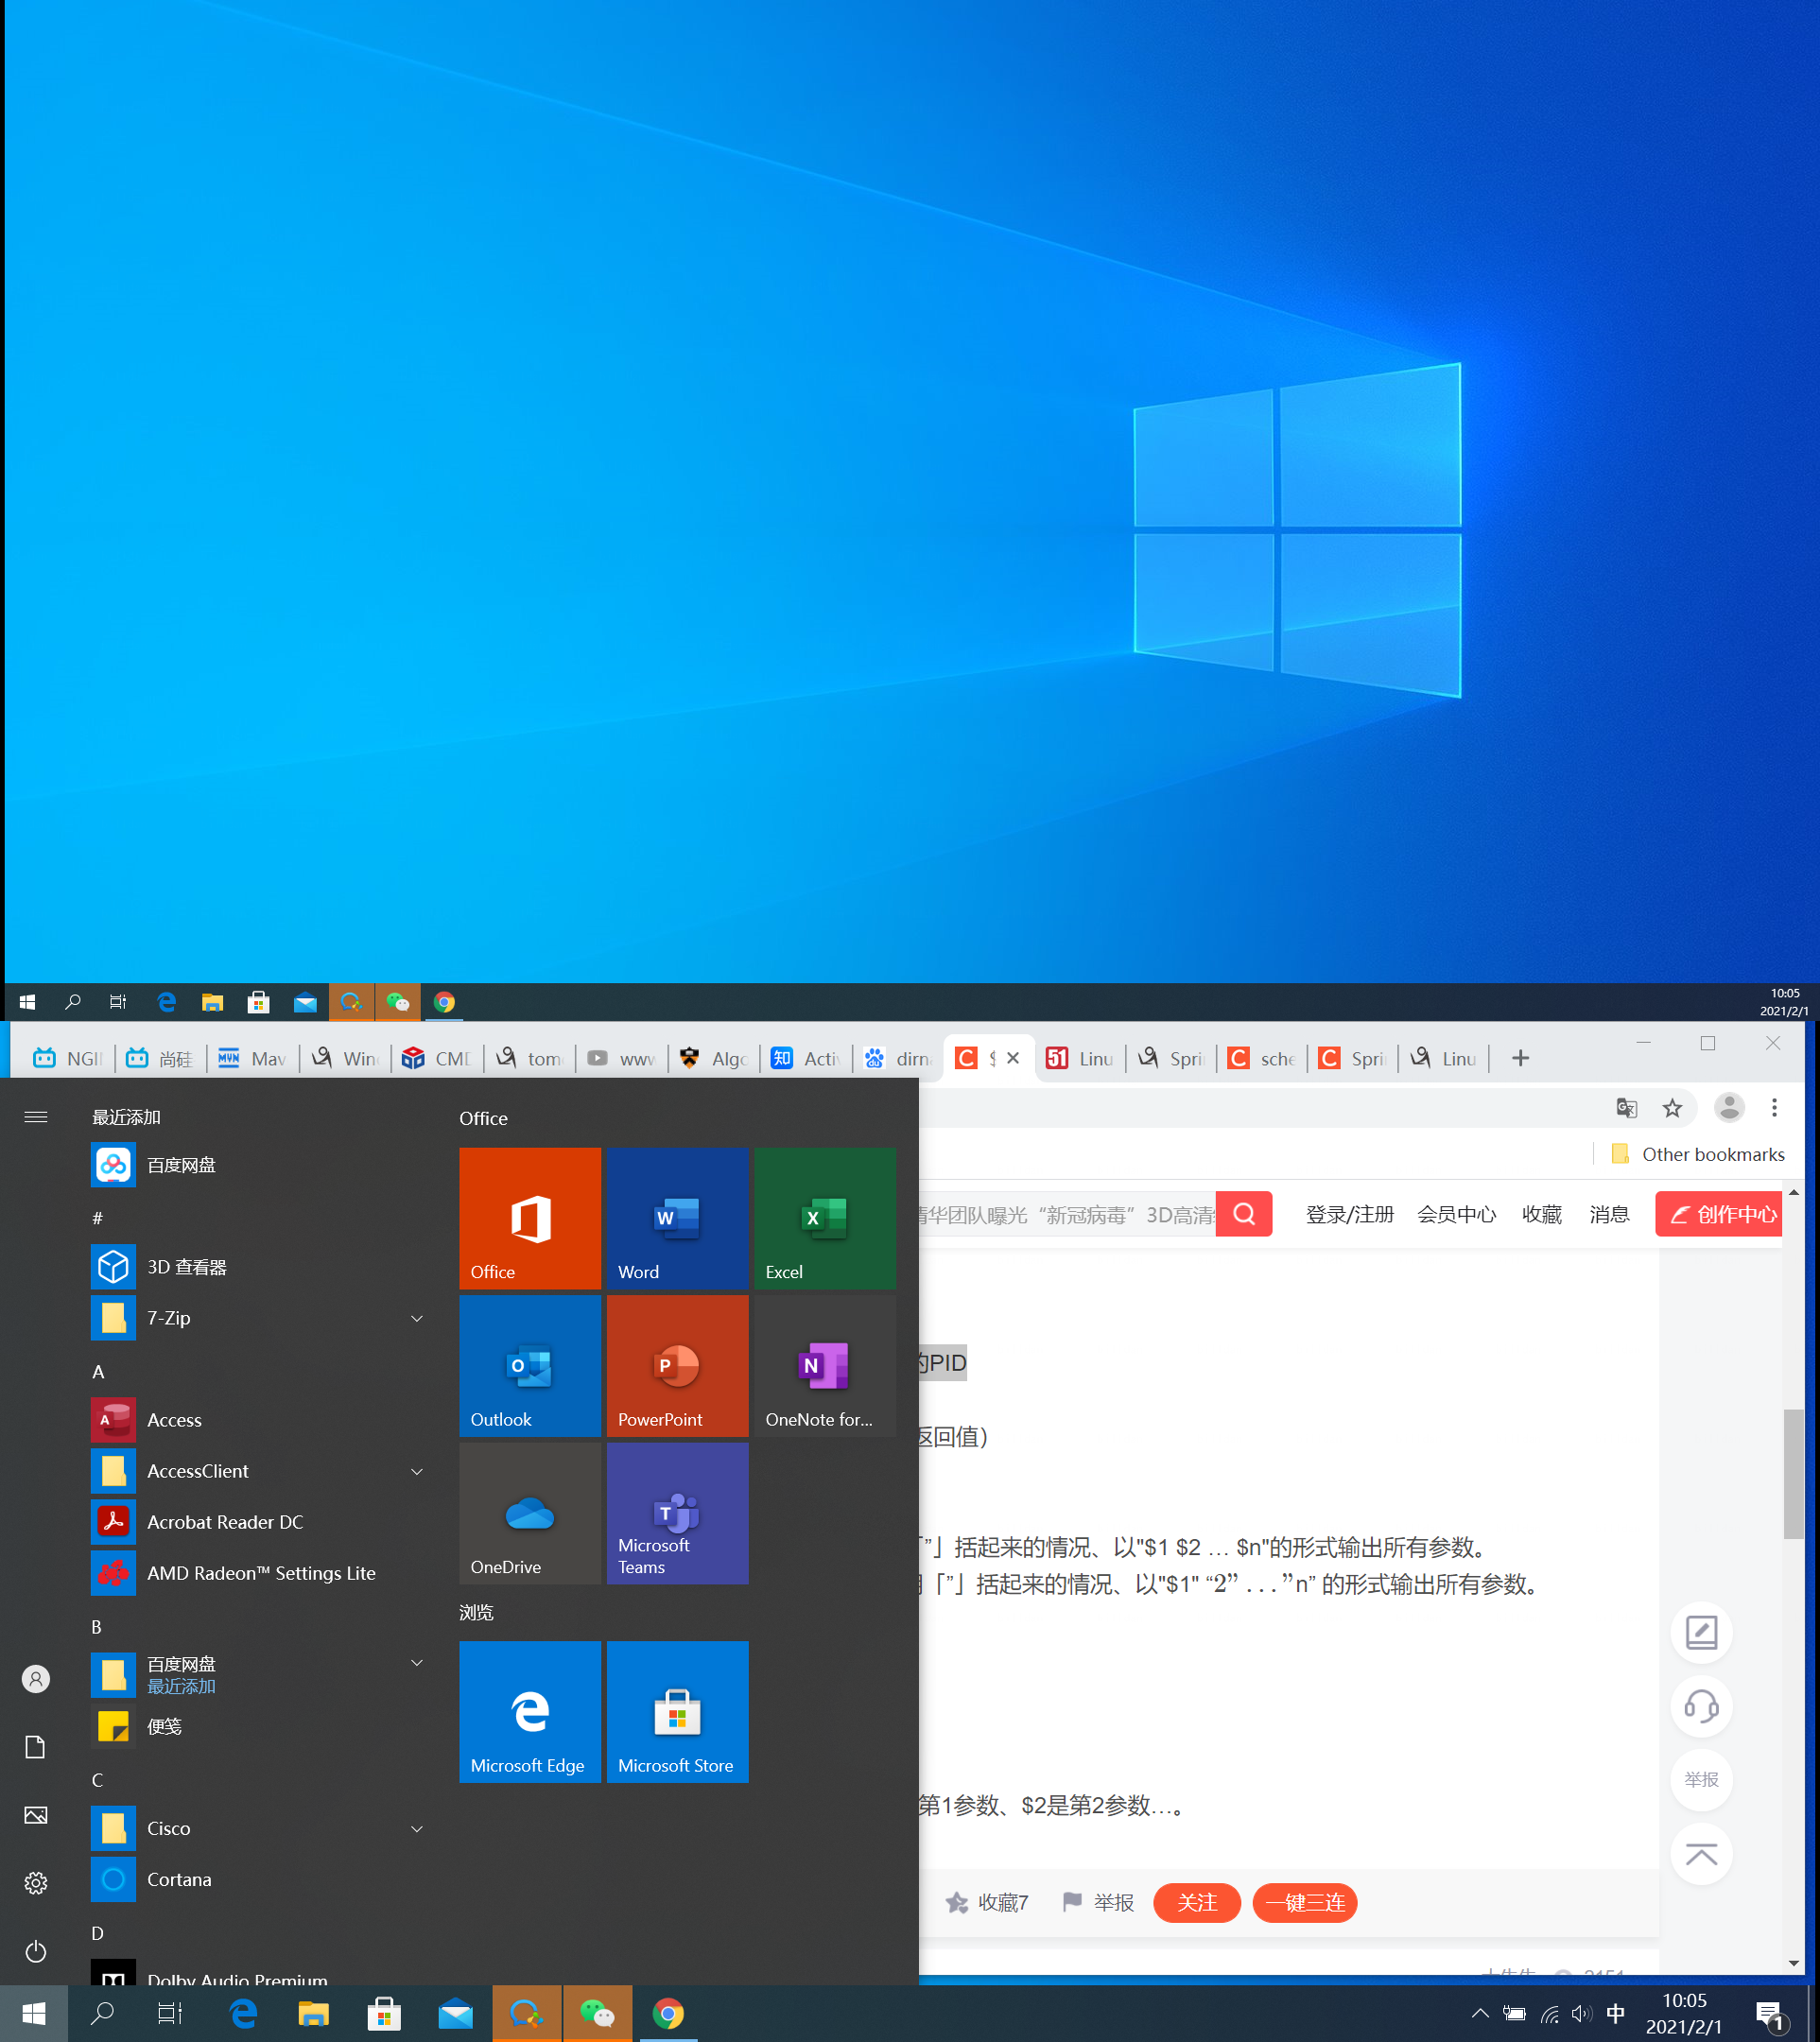 10:05
2021/2/1
NGI
尚硅
Mav
Win
CMD
tom
www
Algo
Activ
dirna
$
Linu
Spri
sche
Spri
Linu
Other bookmarks
清华团队曝光“新冠病毒”3D高清
登录/注册
会员中心
收藏
消息
创作中心
的PID
返回值）
「”」括起来的情况、以"$1 $2 … $n"的形式输出所有参数。
用「”」括起来的情况、以"$1" “2” . . . ”n” 的形式输出所有参数。
第1参数、$2是第2参数…。
举报
收藏7
举报
关注
一键三连
2151
最近添加
百度网盘
#
3D 查看器
7-Zip
A
Access
AccessClient
Acrobat Reader DC
AMD Radeon™ Settings Lite
B
百度网盘
最近添加
便笺
C
Cisco
Cortana
D
Dolby Audio Premium
Office
Office
Word
Excel
Outlook
PowerPoint
OneNote for...
OneDrive
Microsoft
Teams
浏览
Microsoft Edge
Microsoft Store
中
10:05
2021/2/1
1